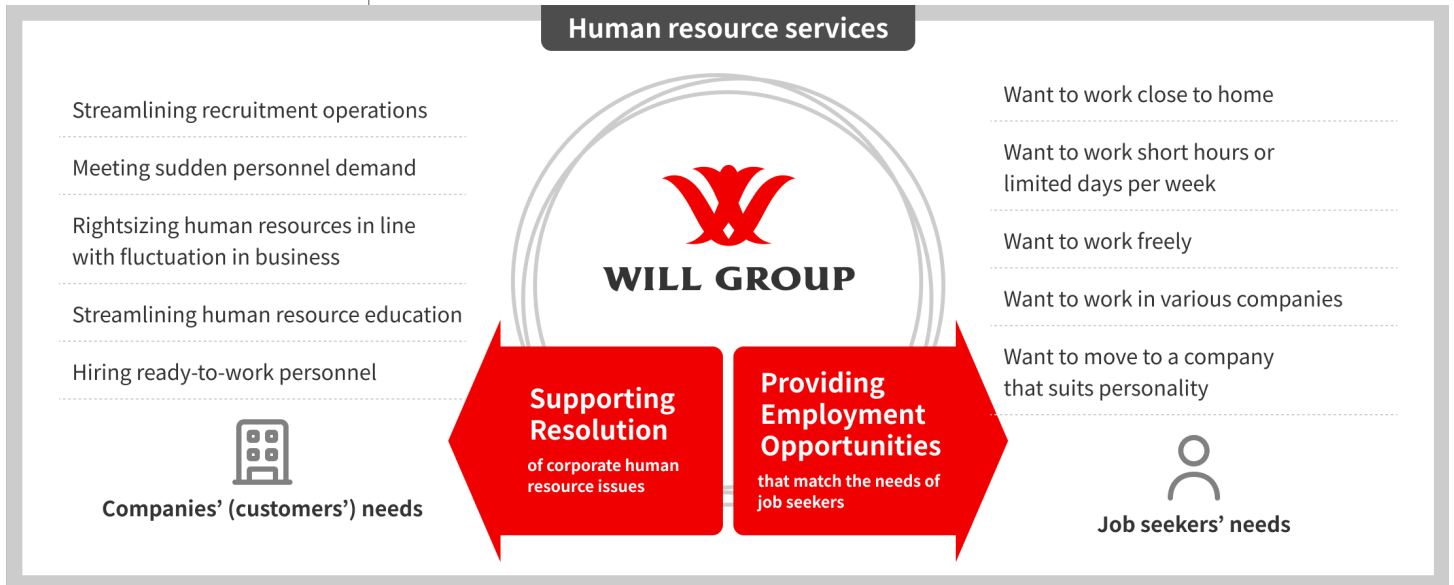 Human resource services
Streamlining recruitment operations
Meeting sudden personnel demand
Rightsizing human resources in line
with fluctuation in business
Streamlining human resource education
Hiring ready-to-work personnel
Companies’ (customers’) needs
WILL GROUP
Supporting
Resolution
of corporate human
resource issues
Providing
Employment
Opportunities
that match the needs of
job seekers
Want to work close to home
Want to work short hours or
limited days per week
Want to work freely
Want to work in various companies
Want to move to a company
that suits personality
Job seekers’ needs